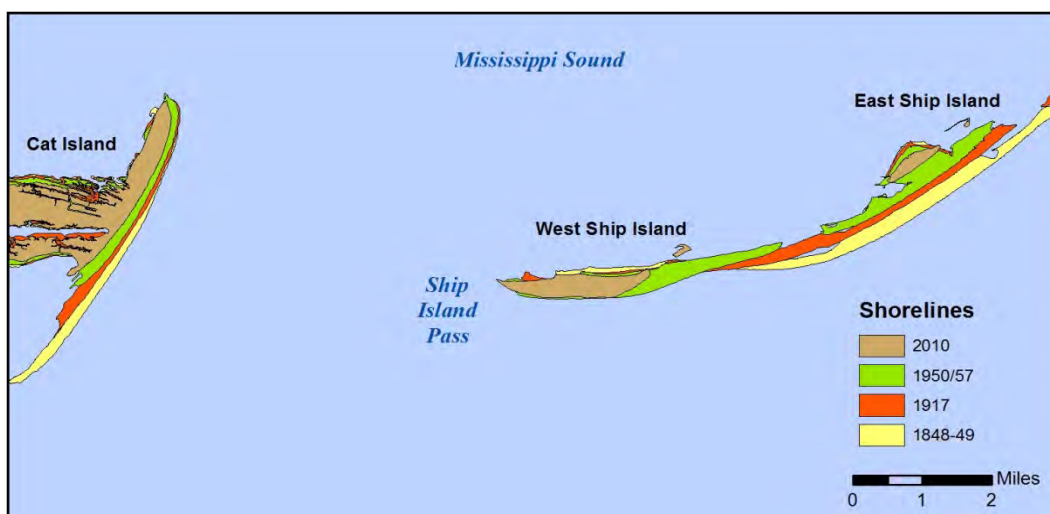 Mississippi Sound
East Ship Island
Cat Island
West Ship Island
Ship
Island
Pass
Shorelines
2010
1950/57
1917
1848-49
Miles
0 1 2